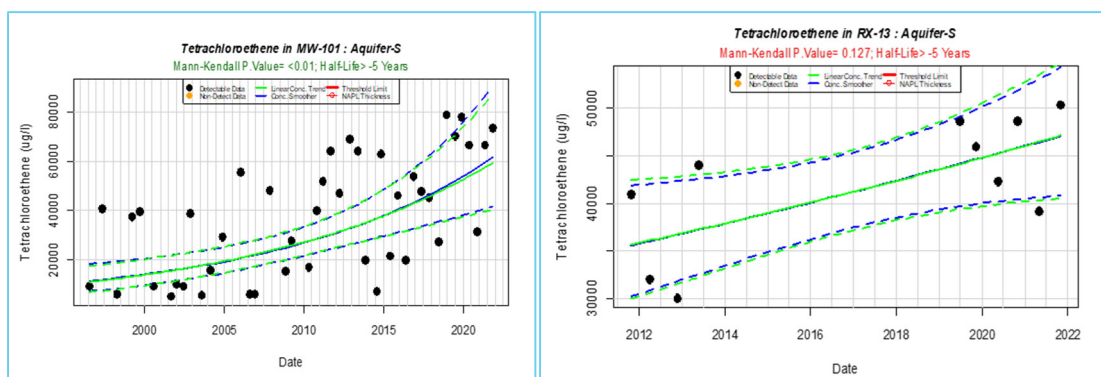 Tetrachloroethene in MW-101 : Aquifer-S
Mann-Kendall P.Value= <0.01; Half-Life> -5 Years
Detectable Data
Linear Conc. Trend
Threshold Limit
Non-Detect Data
Conc. Smoother
NAPL Thickness
Tetrachloroethene (ug/l)
80000
60000
40000
20000
2000
2005
2010
2015
2020
Date
Tetrachloroethene in RX-13 : Aquifer-S
Mann-Kendall P.Value= 0.127; Half-Life> -5 Years
Detectable Data
Linear Conc. Trend
Threshold Limit
Non-Detect Data
Conc. Smoother
NAPL Thickness
Tetrachloroethene (ug/l)
50000
40000
30000
2012
2014
2016
2018
2020
2022
Date